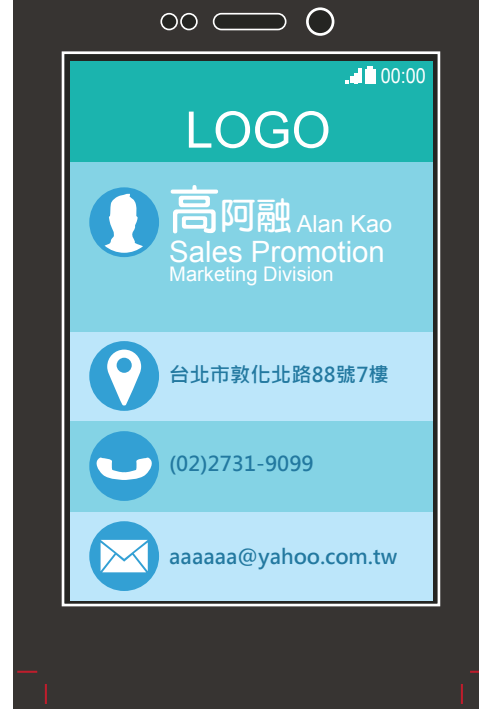 00:00
LOGO
高阿融 Alan Kao
Sales Promotion
Marketing Division
台北市敦化北路88號7樓
(02)2731-9099
aaaaaa@yahoo.com.tw